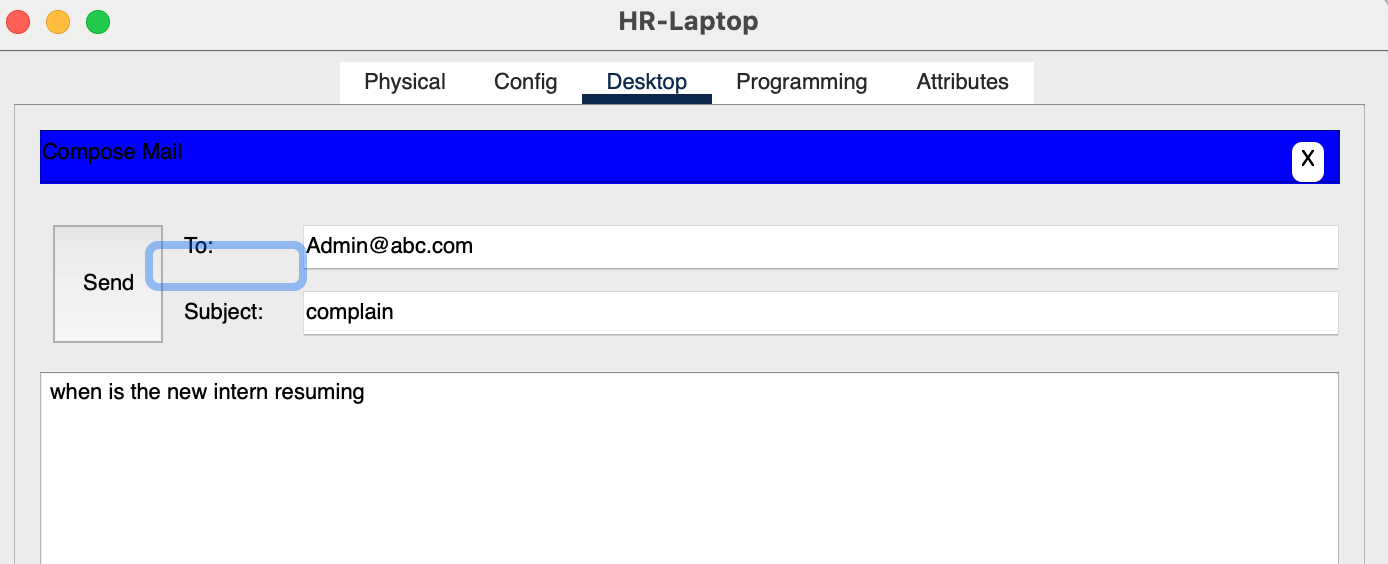 HR-Laptop
Physical Config Desktop Programming Attributes
Compose Mail X
Send
To: Admin@abc.com
Subject: complain
when is the new intern resuming